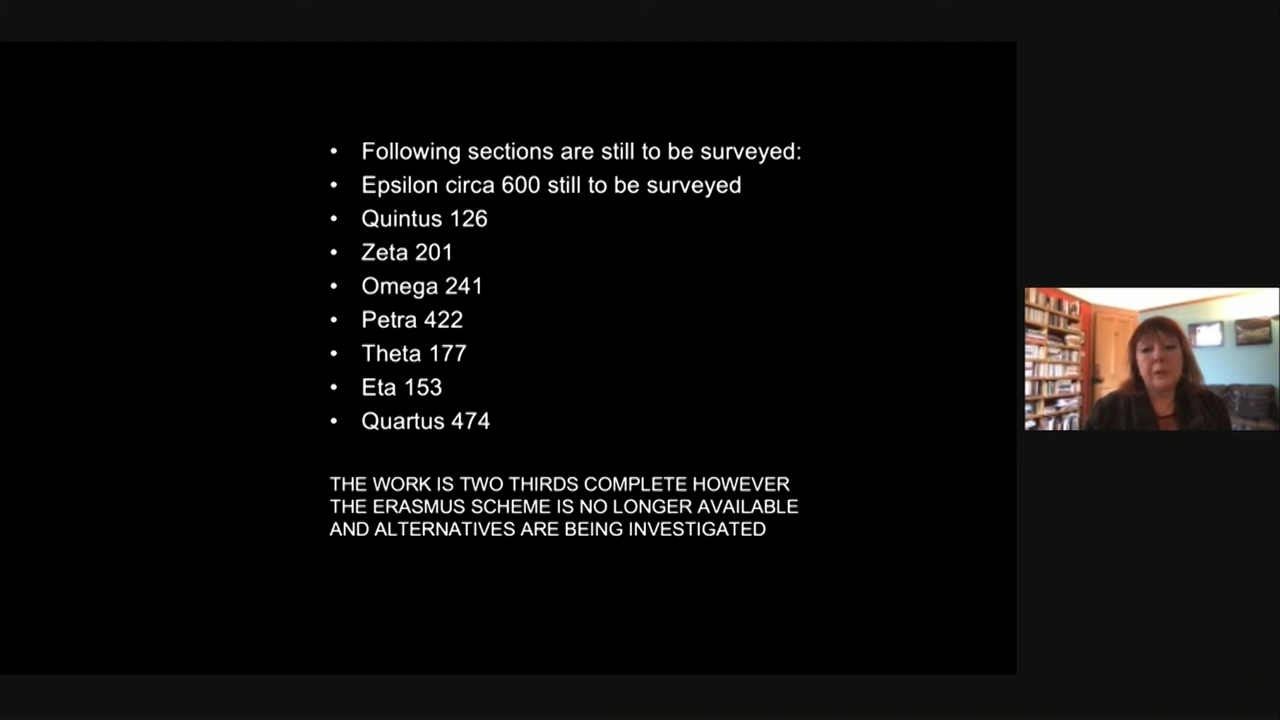 • Following sections are still to be surveyed:
• Epsilon circa 600 still to be surveyed
• Quintus 126
• Zeta 201
• Omega 241
• Petra 422
• Theta 177
• Eta 153
• Quartus 474
THE WORK IS TWO THIRDS COMPLETE HOWEVER
THE ERASMUS SCHEME IS NO LONGER AVAILABLE
AND ALTERNATIVES ARE BEING INVESTIGATED